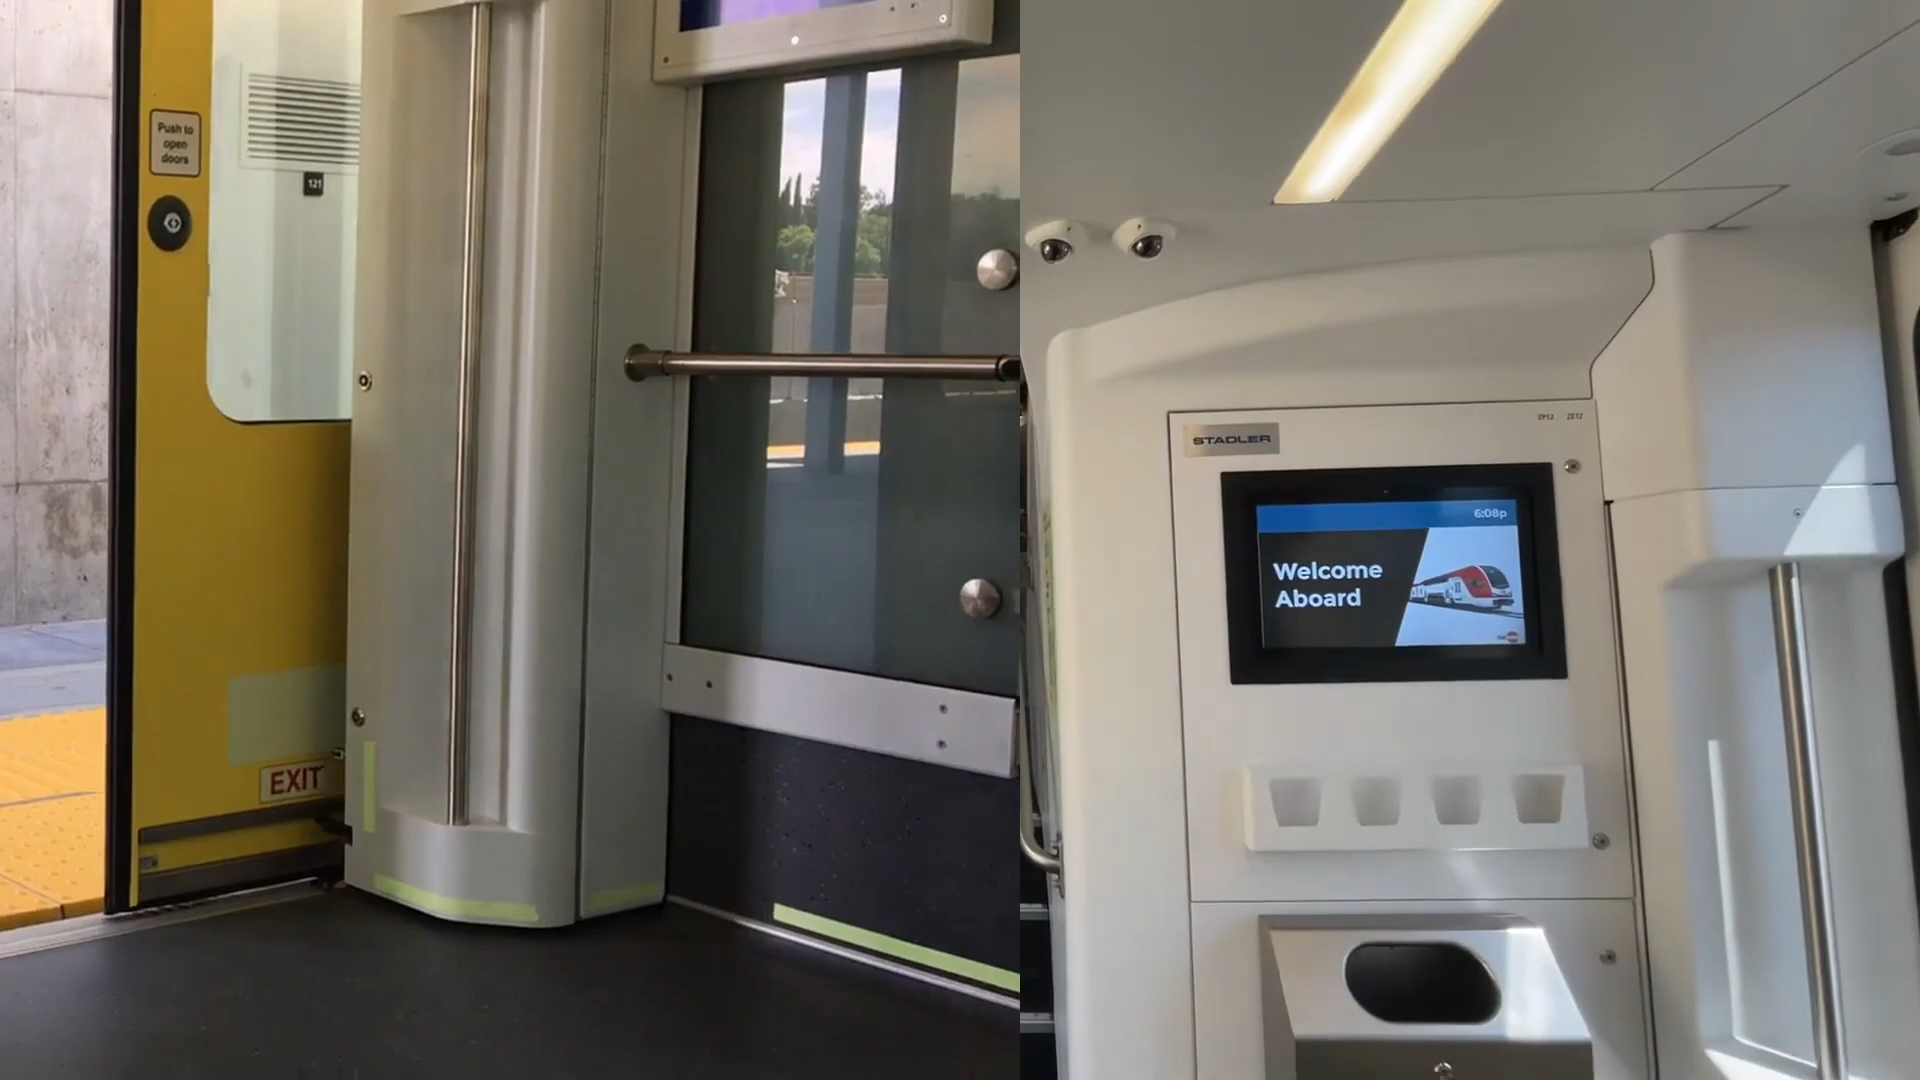 Push to
open
doors
121
EXIT
STADLER
ZP12 ZE12
6:08p
Welcome
Aboard